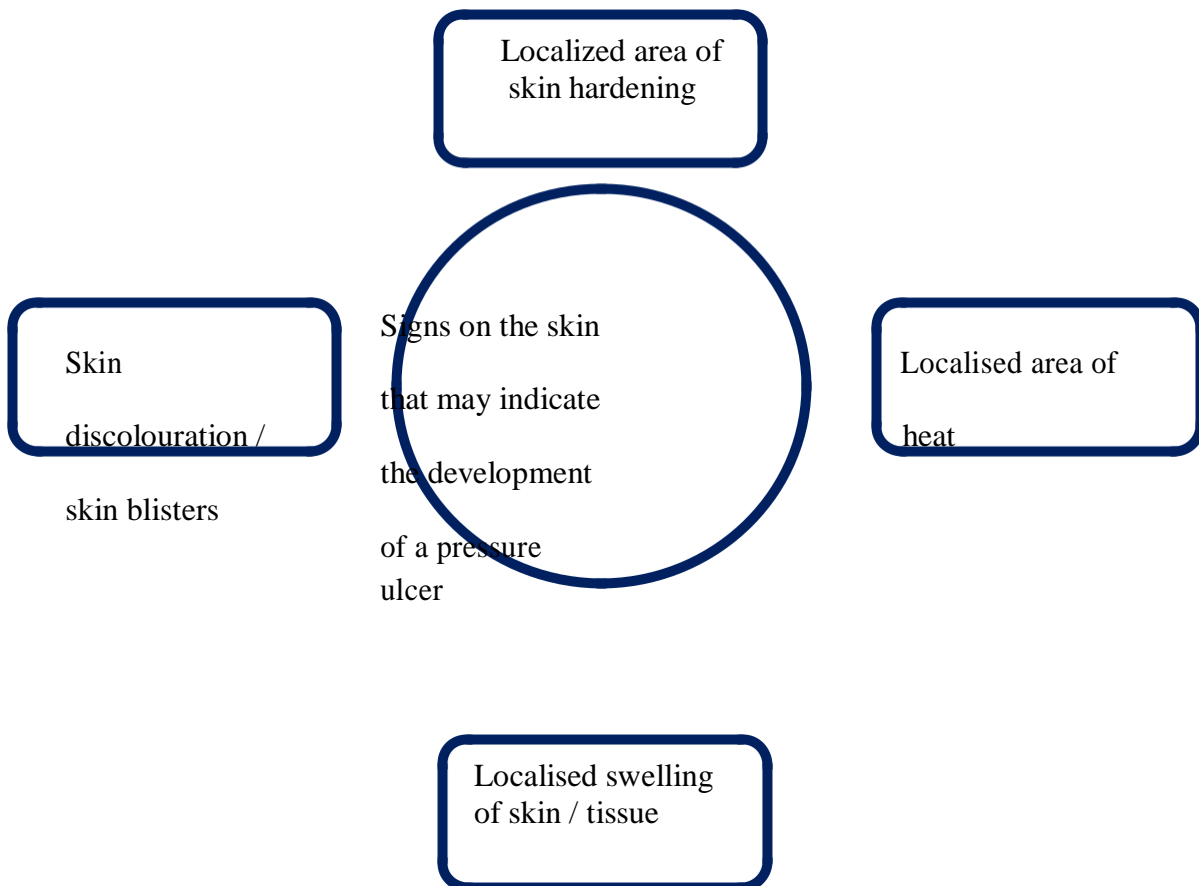 Localized area of
skin hardening
Signs on the skin
that may indicate
the development
of a pressure
ulcer
Skin
discolouration /
skin blisters
Localised area of
heat
Localised swelling
of skin / tissue